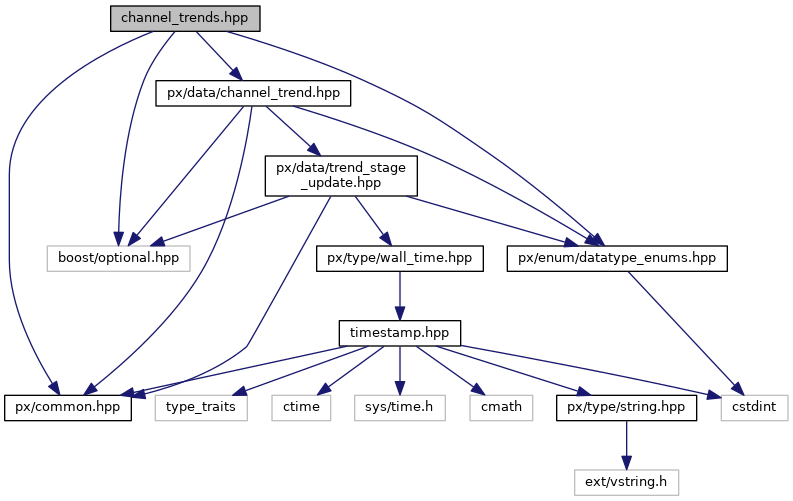 channel_trends.hpp
px/data/channel_trend.hpp
px/data/trend_stage
_update.hpp
boost/optional.hpp
px/type/wall_time.hpp
px/enum/datatype_enums.hpp
timestamp.hpp
px/common.hpp
type_traits
ctime
sys/time.h
cmath
px/type/string.hpp
cstdint
ext/vstring.h